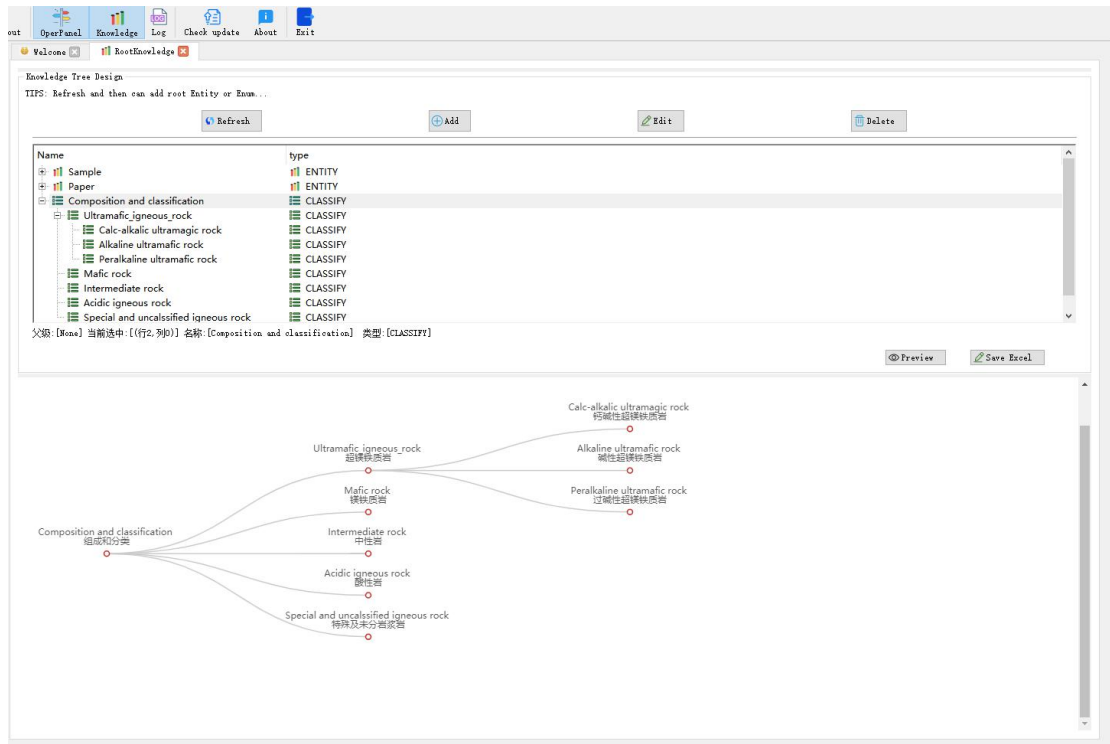 out OperPanel Knowledge Log Check update About Exit
Welcome RootKnowledge
Knowledge Tree Design
TIPS: Refresh and then can add root Entity or Enum...
Refresh Add Edit Delete
Name type
Sample ENTITY
Paper ENTITY
Composition and classification CLASSIFY
Ultramafic_igneous_rock CLASSIFY
Calc-alkalic ultramagic rock CLASSIFY
Alkaline ultramafic rock CLASSIFY
Peralkaline ultramafic rock CLASSIFY
Mafic rock CLASSIFY
Intermediate rock CLASSIFY
Acidic igneous rock CLASSIFY
Special and uncalssified igneous rock CLASSIFY
父级:[None] 当前选中:[(行2,列0)] 名称:[Composition and classification] 类型:[CLASSIFY]
Preview Save Excel
Calc-alkalic ultramagic rock
钙碱性超镁铁质岩
Ultramafic_igneous_rock
超镁铁质岩
Alkaline ultramafic rock
碱性超镁铁质岩
Mafic rock
镁铁质岩
Peralkaline ultramafic rock
过碱性超镁铁质岩
Composition and classification
组成和分类
Intermediate rock
中性岩
Acidic igneous rock
酸性岩
Special and uncalssified igneous rock
特殊及未分岩浆岩